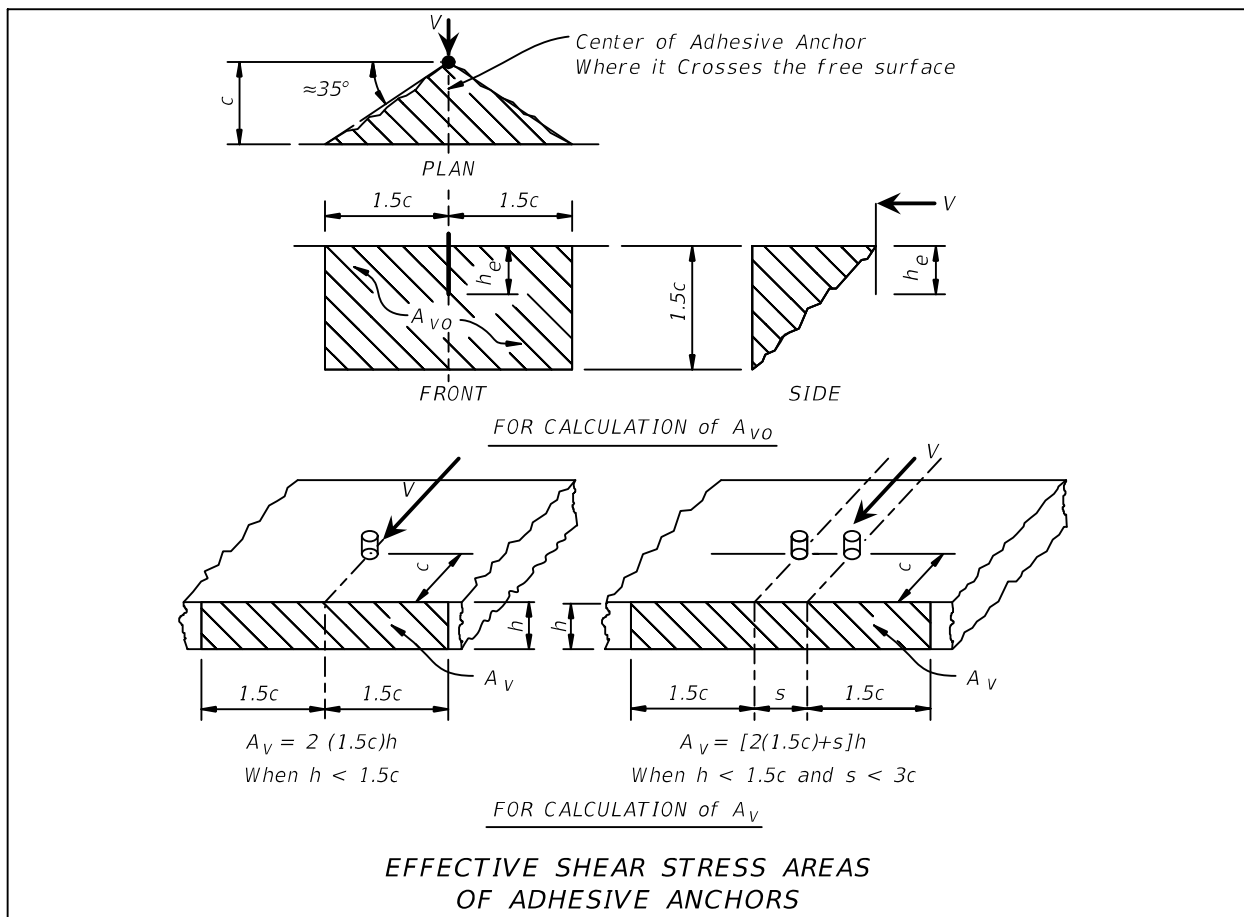 V
Center of Adhesive Anchor
Where it Crosses the free surface
≈35°
c
PLAN
1.5c
1.5c
V
h e
1.5c
h e
A VO
FRONT
SIDE
FOR CALCULATION of A VO
V
V
c
c
h
h
A V
A V
1.5c
1.5c
1.5c
s
1.5c
A V = 2 (1.5c)h
A V = [2(1.5c)+s]h
When h < 1.5c
When h < 1.5c and s < 3c
FOR CALCULATION of A V
EFFECTIVE SHEAR STRESS AREAS
OF ADHESIVE ANCHORS